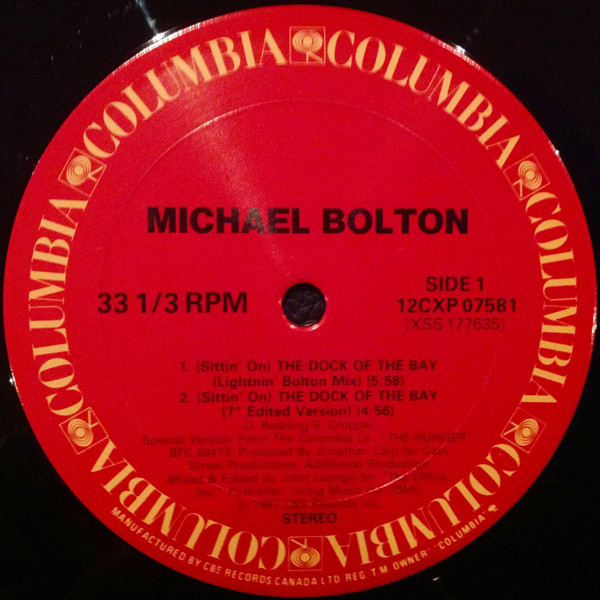 COLUMBIA COLUMBIA COLUMBIA COLUMBIA COLUMBIA COLUMBIA COLUMBIA COLUMBIA
MICHAEL BOLTON
33 1/3 RPM
SIDE 1
12CXP 07581
(XSS 177635)
1. (Sittin' On) THE DOCK OF THE BAY
(Lightnin' Bolton Mix) (5:58)
2. (Sittin' On) THE DOCK OF THE BAY
(7" Edited Version) (4:56)
O. Redding-S. Cropper
Special Version From The Columbia Lp, "THE HUNGER"
BFC 40473, Produced By Jonathan Cain for
Street Productions, Additional Production
Mixed & Edited by John Luongo for Office,
Inc. Publisher: Irving Music, (BMI)
1987 CBS Records Inc.
STEREO
MANUFACTURED BY CBS RECORDS CANADA LTD REG. T.M. OWNER "COLUMBIA"